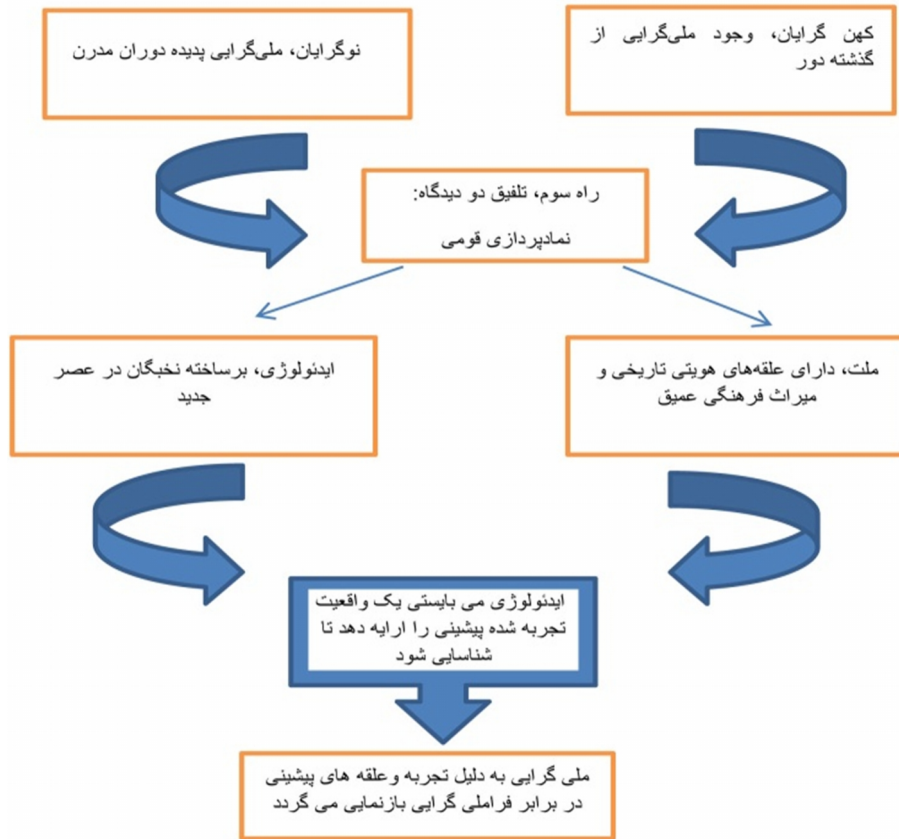 کهن گرایان، وجود ملی‌گرایی از
گذشته دور
نوگرایان، ملی‌گرایی پدیده دوران مدرن
راه سوم، تلفیق دو دیدگاه:
نمادپردازی قومی
ملت، دارای علقه‌های هویتی تاریخی و
میراث فرهنگی عمیق
ایدئولوژی، برساخته نخبگان در عصر
جدید
ایدئولوژی می بایستی یک واقعیت
تجربه شده پیشینی را ارایه دهد تا
شناسایی شود
ملی گرایی به دلیل تجربه وعلقه های پیشینی
در برابر فراملی گرایی بازنمایی می گردد